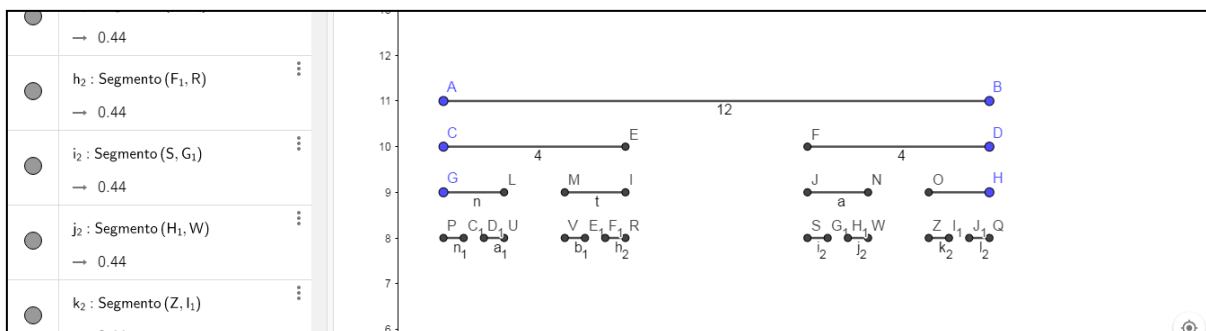 → 0.44
h₂ : Segmento (F₁, R)
→ 0.44
i₂ : Segmento (S, G₁)
→ 0.44
j₂ : Segmento (H₁, W)
→ 0.44
k₂ : Segmento (Z, I₁)
12
11
10
9
8
7
6
A B
12
C E F D
4 4
G L M I J N O H
n t a
P C₁ D₁ U V E₁ F₁ R S G₁ H₁ W Z I₁ J₁ Q
n₁ a₁ b₁ h₂ i₂ j₂ k₂ l₂